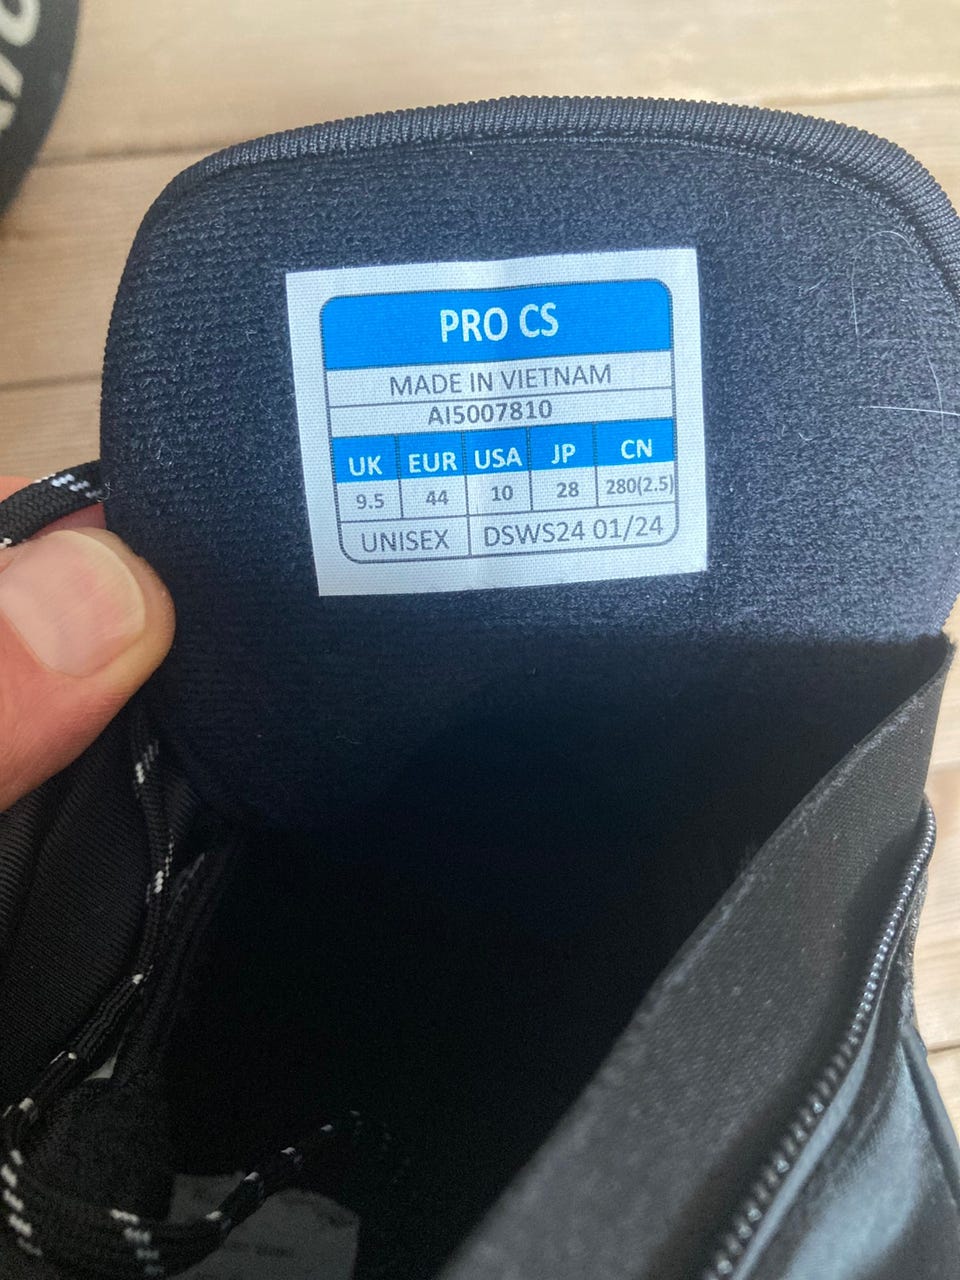 PRO CS
MADE IN VIETNAM
AI5007810
UK EUR USA JP CN
9.5 44 10 28 280(2.5)
UNISEX DSWS24 01/24